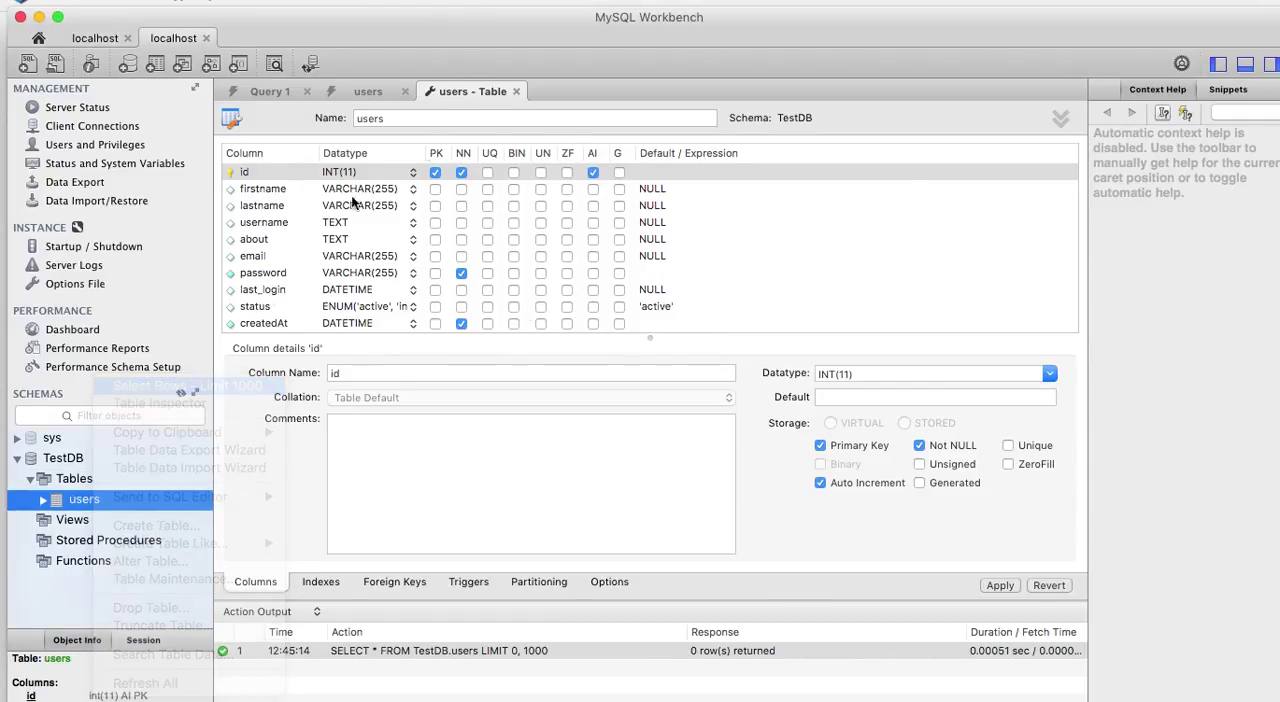 MySQL Workbench
localhost
localhost
MANAGEMENT
Server Status
Client Connections
Users and Privileges
Status and System Variables
Data Export
Data Import/Restore
INSTANCE
Startup / Shutdown
Server Logs
Options File
PERFORMANCE
Dashboard
Performance Reports
Performance Schema Setup
SCHEMAS
Filter objects
sys
TestDB
Tables
users
Views
Stored Procedures
Functions
Select Rows - Limit 1000
Table Inspector
Copy to Clipboard
Table Data Export Wizard
Table Data Import Wizard
Send to SQL Editor
Create Table...
Create Table Like...
Alter Table...
Table Maintenance...
Drop Table...
Truncate Table...
Search Table Data...
Refresh All
Object Info Session
Table: users
Columns:
id int(11) AI PK
Query 1 users users - Table
Name: users Schema: TestDB
Column Datatype PK NN UQ BIN UN ZF AI G Default / Expression
id INT(11)
firstname VARCHAR(255) NULL
lastname VARCHAR(255) NULL
username TEXT NULL
about TEXT NULL
email VARCHAR(255) NULL
password VARCHAR(255)
last_login DATETIME NULL
status ENUM('active', 'in 'active'
createdAt DATETIME
Column details 'id'
Column Name: id Datatype: INT(11)
Collation: Table Default Default
Comments: Storage: VIRTUAL STORED
Primary Key Not NULL Unique
Binary Unsigned ZeroFill
Auto Increment Generated
Columns Indexes Foreign Keys Triggers Partitioning Options Apply Revert
Action Output
Time Action Response Duration / Fetch Time
1 12:45:14 SELECT * FROM TestDB.users LIMIT 0, 1000 0 row(s) returned 0.00051 sec / 0.0000...
Context Help Snippets
Automatic context help is
disabled. Use the toolbar to
manually get help for the curren
caret position or to toggle
automatic help.